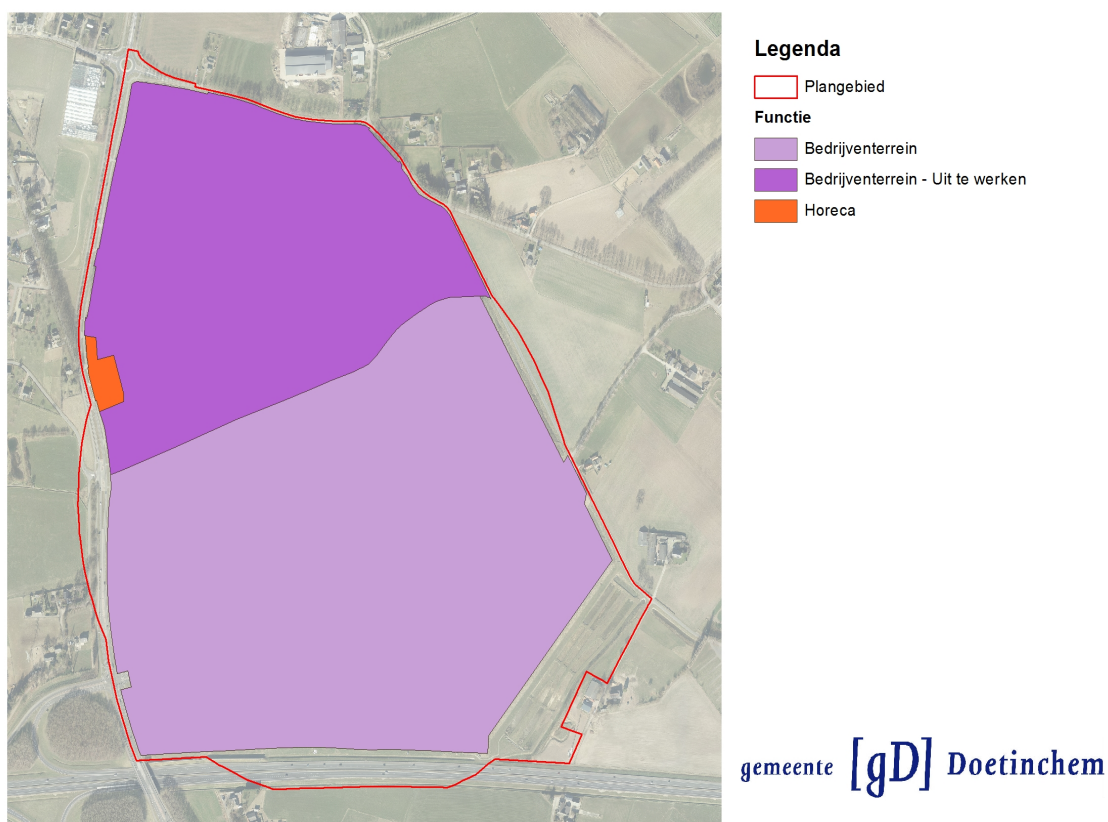 Legenda
Plangebied
Functie
Bedrijventerrein
Bedrijventerrein - Uit te werken
Horeca
gemeente [gD] Doetinchem